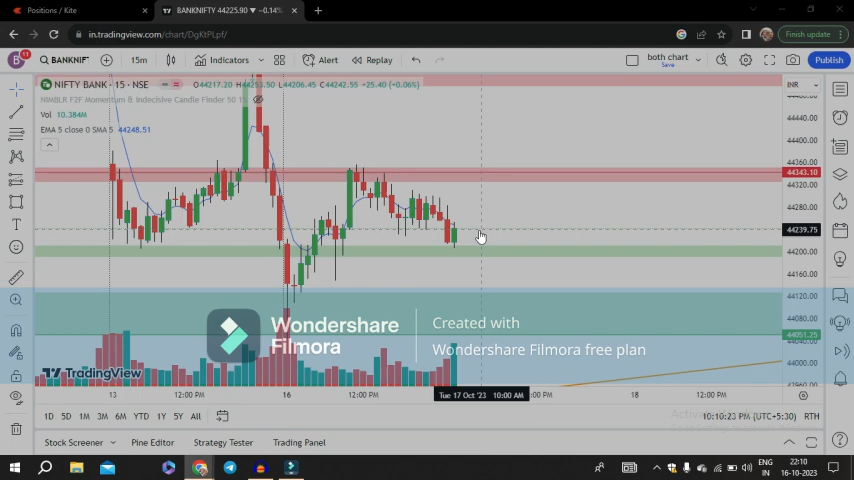 Positions / Kite
BANKNIFTY 44225.90 ▼ −0.14%
Finish update
in.tradingview.com/chart/DgKtPLpf/
B 11
BANKNIF
15m
Indicators
Alert
Replay
both chart
Save
Publish
NIFTY BANK · 15 · NSE
O44217.20 H44253.50 L44206.45 C44242.55 +25.40 (+0.06%)
INR
NIMBLR F2F Momentum & Indecisive Candle Finder 50 15
Vol 10.384M
EMA 5 close 0 SMA 5 44248.51
44440.00
44400.00
44360.00
44343.10
44320.00
44280.00
44239.75
44200.00
44160.00
44120.00
44080.00
44051.25
44000.00
Wondershare
Filmora
Created with
Wondershare Filmora free plan
TradingView
13
12:00 PM
16
12:00 PM
Tue 17 Oct '23 10:00 AM
:00 PM
18
12:00 PM
1D 5D 1M 3M 6M YTD 1Y 5Y All
10:10:23 PM (UTC+5:30) RTH
Stock Screener
Pine Editor
Strategy Tester
Trading Panel
ENG
IN
22:10
16-10-2023